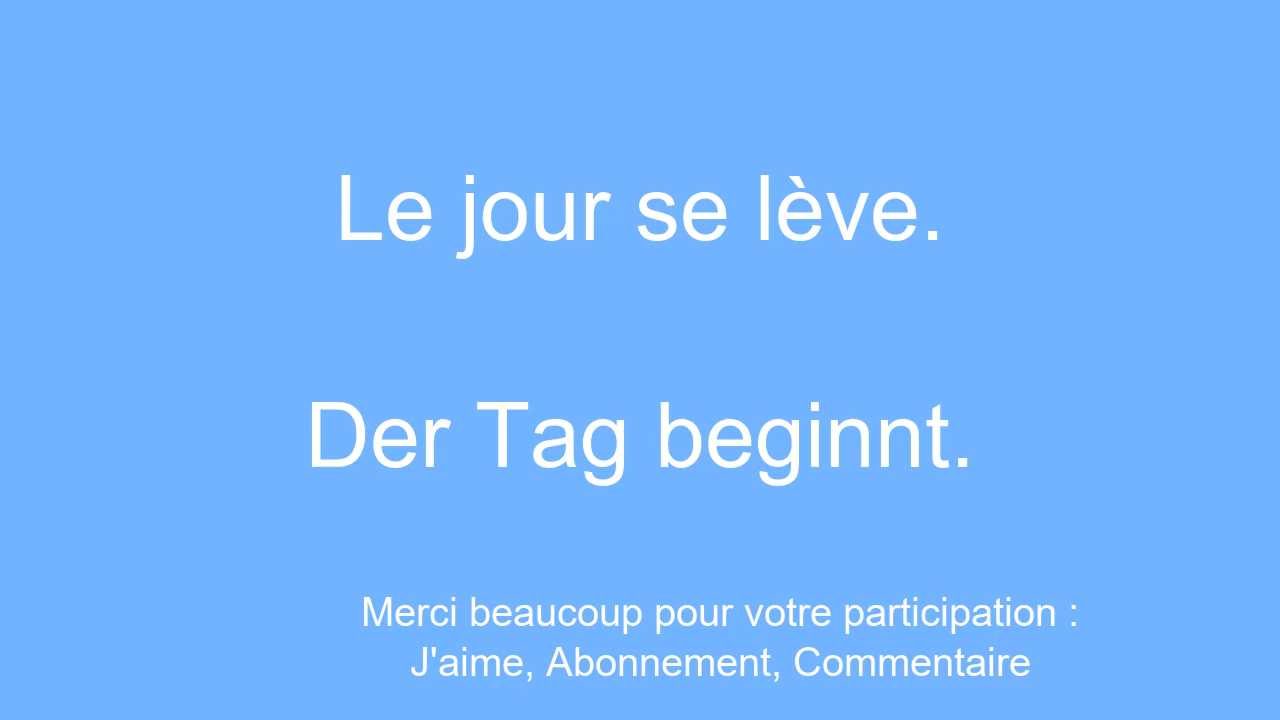 Le jour se lève.
Der Tag beginnt.
Merci beaucoup pour votre participation :
J'aime, Abonnement, Commentaire